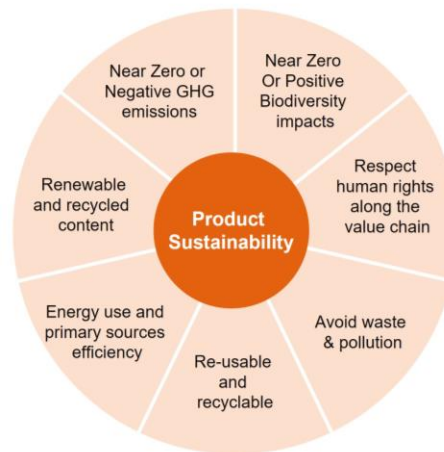 Near Zero or
Negative GHG
emissions
Near Zero
Or Positive
Biodiversity
impacts
Respect
human rights
along the
value chain
Avoid waste
& pollution
Re-usable
and
recyclable
Energy use and
primary sources
efficiency
Renewable
and recycled
content
Product
Sustainability